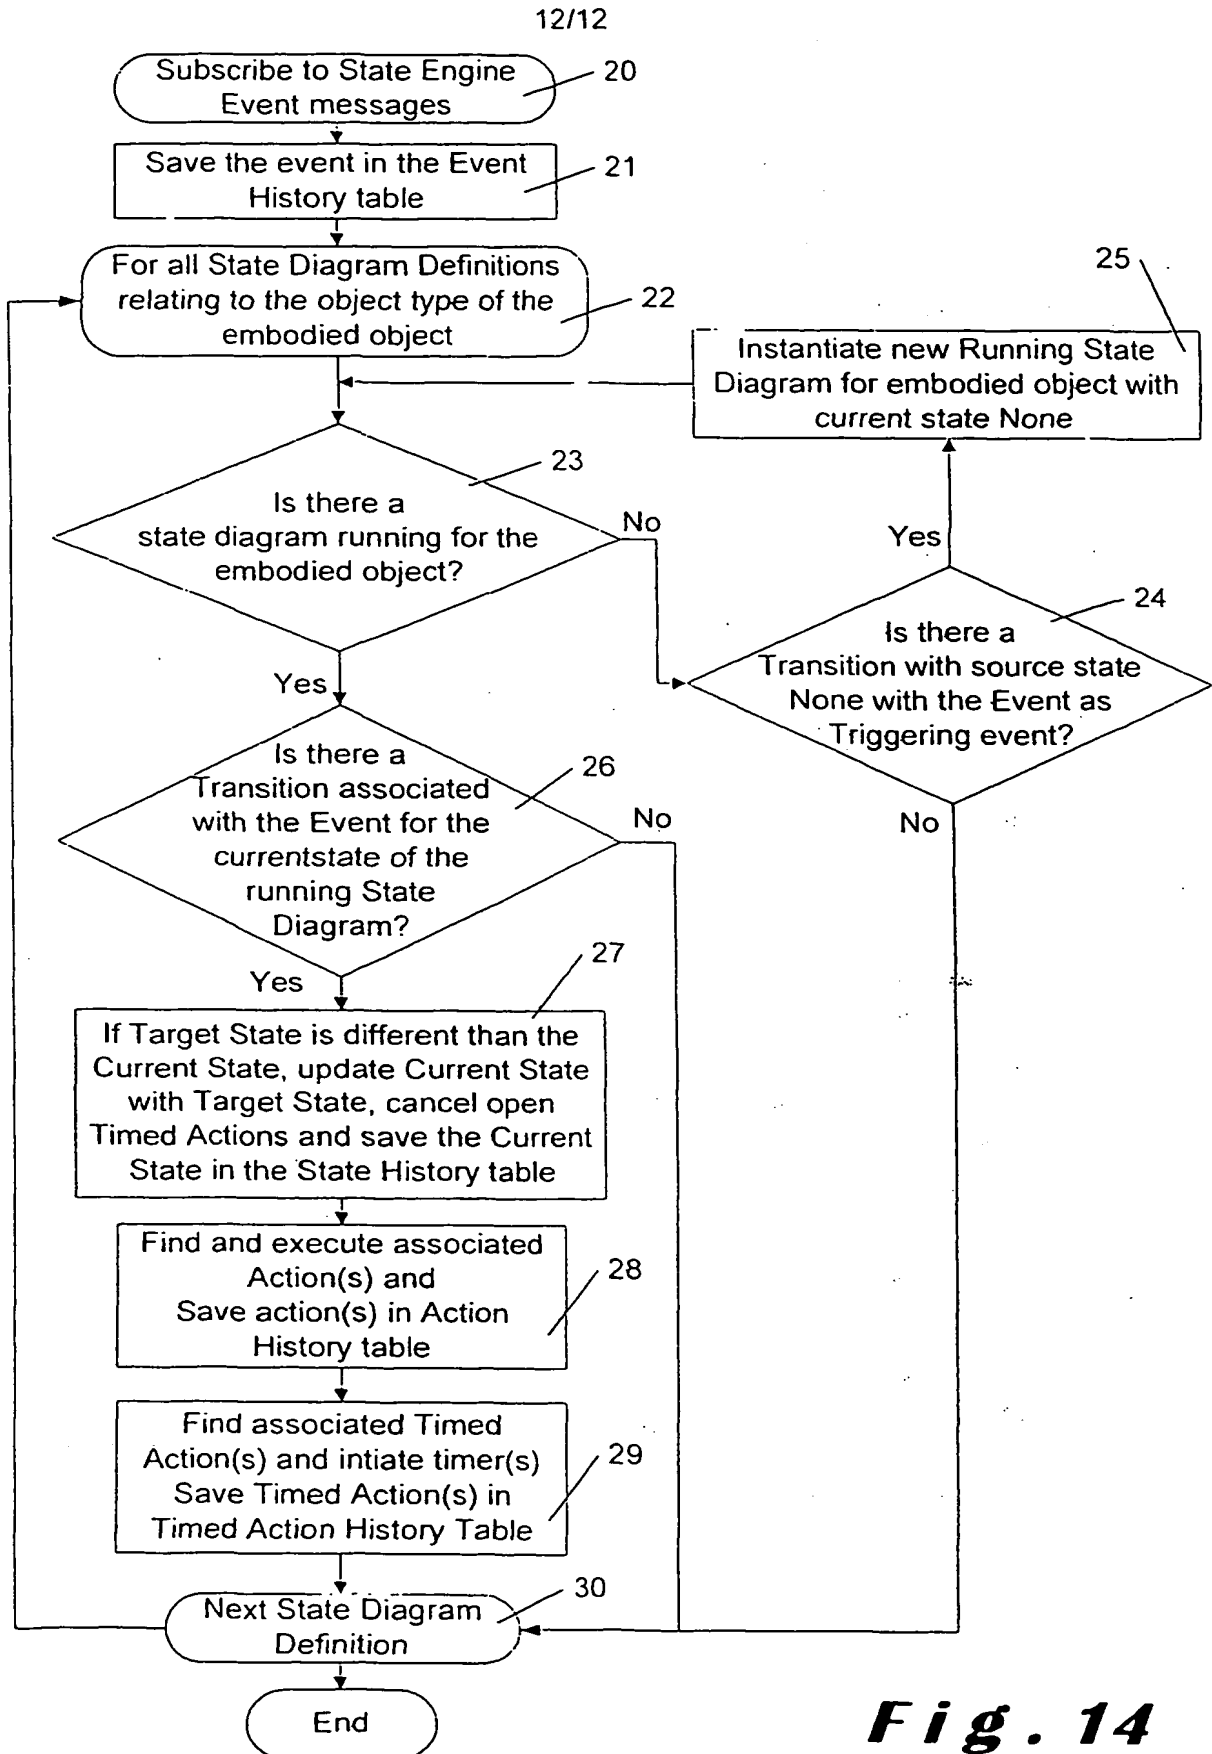 12/12
Subscribe to State Engine
Event messages
20
Save the event in the Event
History table
21
For all State Diagram Definitions
relating to the object type of the
embodied object
22
25
Instantiate new Running State
Diagram for embodied object with
current state None
23
Is there a
state diagram running for the
embodied object?
No
Yes
24
Is there a
Transition with source state
None with the Event as
Triggering event?
Yes
No
Is there a
Transition associated
with the Event for the
currentstate of the
running State
Diagram?
26
No
Yes
27
If Target State is different than the
Current State, update Current State
with Target State, cancel open
Timed Actions and save the Current
State in the State History table
Find and execute associated
Action(s) and
Save action(s) in Action
History table
28
Find associated Timed
Action(s) and intiate timer(s)
Save Timed Action(s) in
Timed Action History Table
29
30
Next State Diagram
Definition
End
Fig. 14